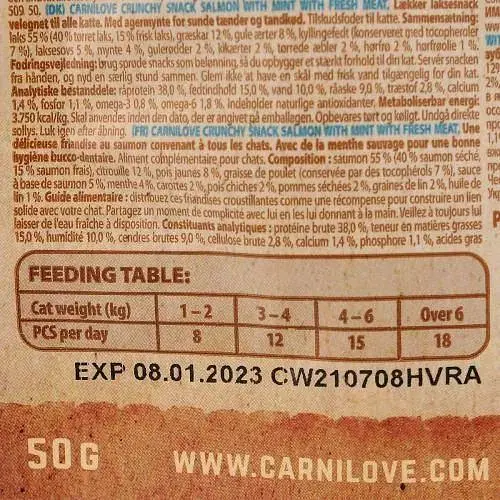 909 50. (DK) CARNILOVE CRUNCHY SNACK SALMON WITH MINT WITH FRESH MEAT. Lækker laksesnack
velegnet til alle katte. Med agermynte for sunde tænder og tandkød. Tilskudsfoder til katte. Sammensætning:
laks 55 % (40 % tørret laks, 15 % frisk laks), græskar 12 %, gule ærter 8 %, kyllingefedt (konserveret med tocopheroler
7 %), laksesovs 5 %, mynte 4 %, gulerødder 2 %, kikærter 2 %, tørrede æbler 2 %, hørfrø 2 %, hørfrøolie 1 %.
Fodringsvejledning: brug sprøde snacks som belønning, så du opbygger et stærkt forhold til din kat. Servér snacken
fra hånden, og nyd en særlig stund sammen. Glem ikke at have en skål med frisk vand tilgængelig for din kat.
Analytiske bestanddele: råprotein 38,0 %, fedtindhold 15,0 %, vand 10,0 %, råaske 9,0 %, træstof 2,8 %, calcium
1,4 %, fosfor 1,1 %, omega-3 0,8 %, omega-6 1,8 %. Indeholder naturlige antioxidanter. Metaboliserbar energi:
3.750 kcal/kg. Skal anvendes inden den dato, der er angivet på emballagen. Opbevares tørt og køligt. Undgå direkte
sollys. Luk igen efter åbning. (FR) CARNILOVE CRUNCHY SNACK SALMON WITH MINT WITH FRESH MEAT. Une
délicieuse friandise au saumon convenant à tous les chats. Avec de la menthe sauvage pour une bonne
hygiène bucco-dentaire. Aliment complémentaire pour chats. Composition : saumon 55 % (40 % saumon séché,
15 % saumon frais), citrouille 12 %, pois jaunes 8 %, graisse de poulet (conservée par des tocophérols 7 %), sauce
à base de saumon 5 %, menthe 4 %, carottes 2 %, pois chiches 2 %, pommes séchées 2 %, graines de lin 2 %, huile de
lin 1 %. Guide alimentaire : distribuez ces friandises croustillantes comme une récompense pour construire un lien
solide avec votre chat. Partagez un moment de complicité avec lui en les lui donnant à la main. Veillez à toujours lui
laisser de l'eau fraîche à disposition. Constituants analytiques : protéine brute 38,0 %, teneur en matières grasses
15,0 %, humidité 10,0 %, cendres brutes 9,0 %, cellulose brute 2,8 %, calcium 1,4 %, phosphore 1,1 %, acides gras
FEEDING TABLE:
Cat weight (kg) 1–2 3–4 4–6 Over 6
PCS per day 8 12 15 18
EXP 08.01.2023 CW210708HVRA
50 G
WWW.CARNILOVE.COM